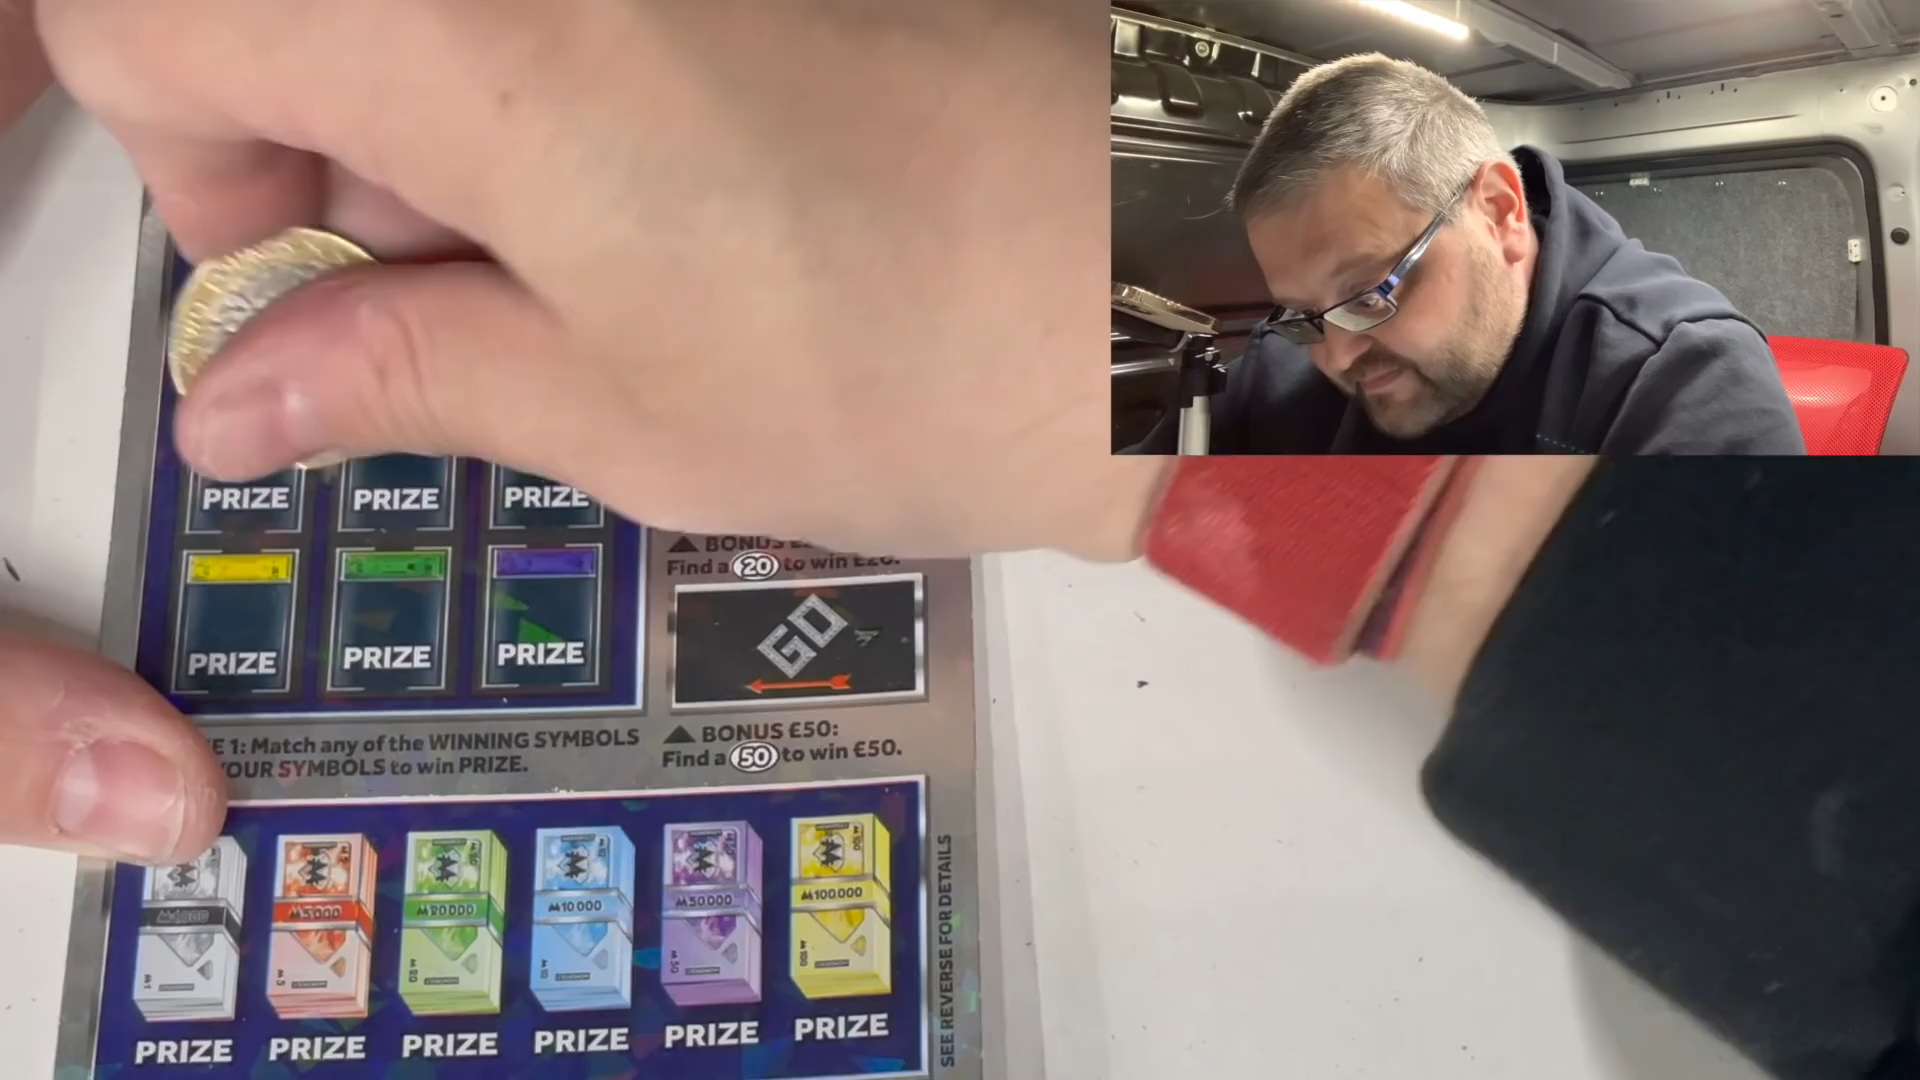 PRIZE PRIZE PRIZE
▲ BONUS
Find a 20 to win £20.
PRIZE PRIZE PRIZE
GO
E 1: Match any of the WINNING SYMBOLS
YOUR SYMBOLS to win PRIZE.
▲ BONUS £50:
Find a 50 to win £50.
M5000 M20000 M10000 M50000 M100000
PRIZE PRIZE PRIZE PRIZE PRIZE PRIZE
SEE REVERSE FOR DETAILS